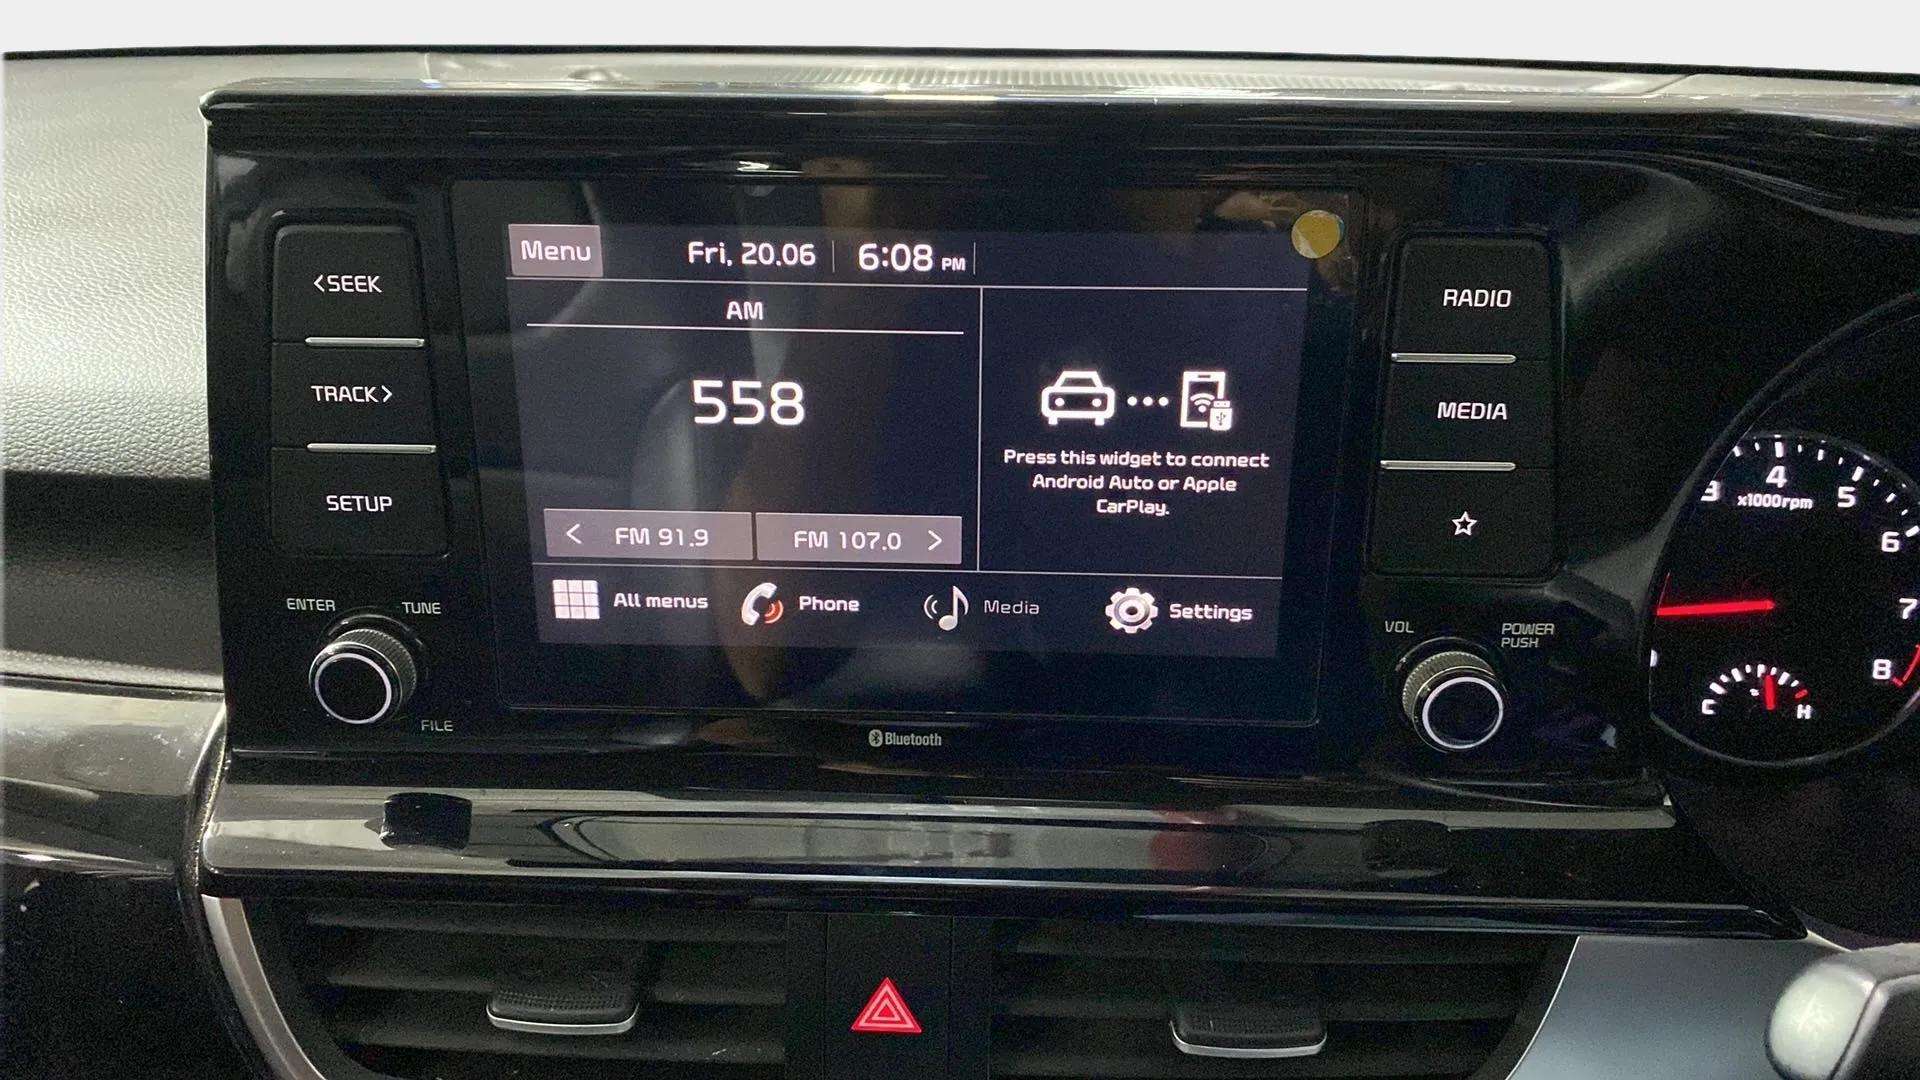 <SEEK
TRACK>
SETUP
ENTER
TUNE
FILE
Menu
Fri, 20.06
6:08 PM
AM
558
< FM 91.9
FM 107.0 >
Press this widget to connect
Android Auto or Apple
CarPlay.
All menus
Phone
Media
Settings
Bluetooth
RADIO
MEDIA
VOL
POWER
PUSH
3
4
5
6
7
8
x1000rpm
C
H